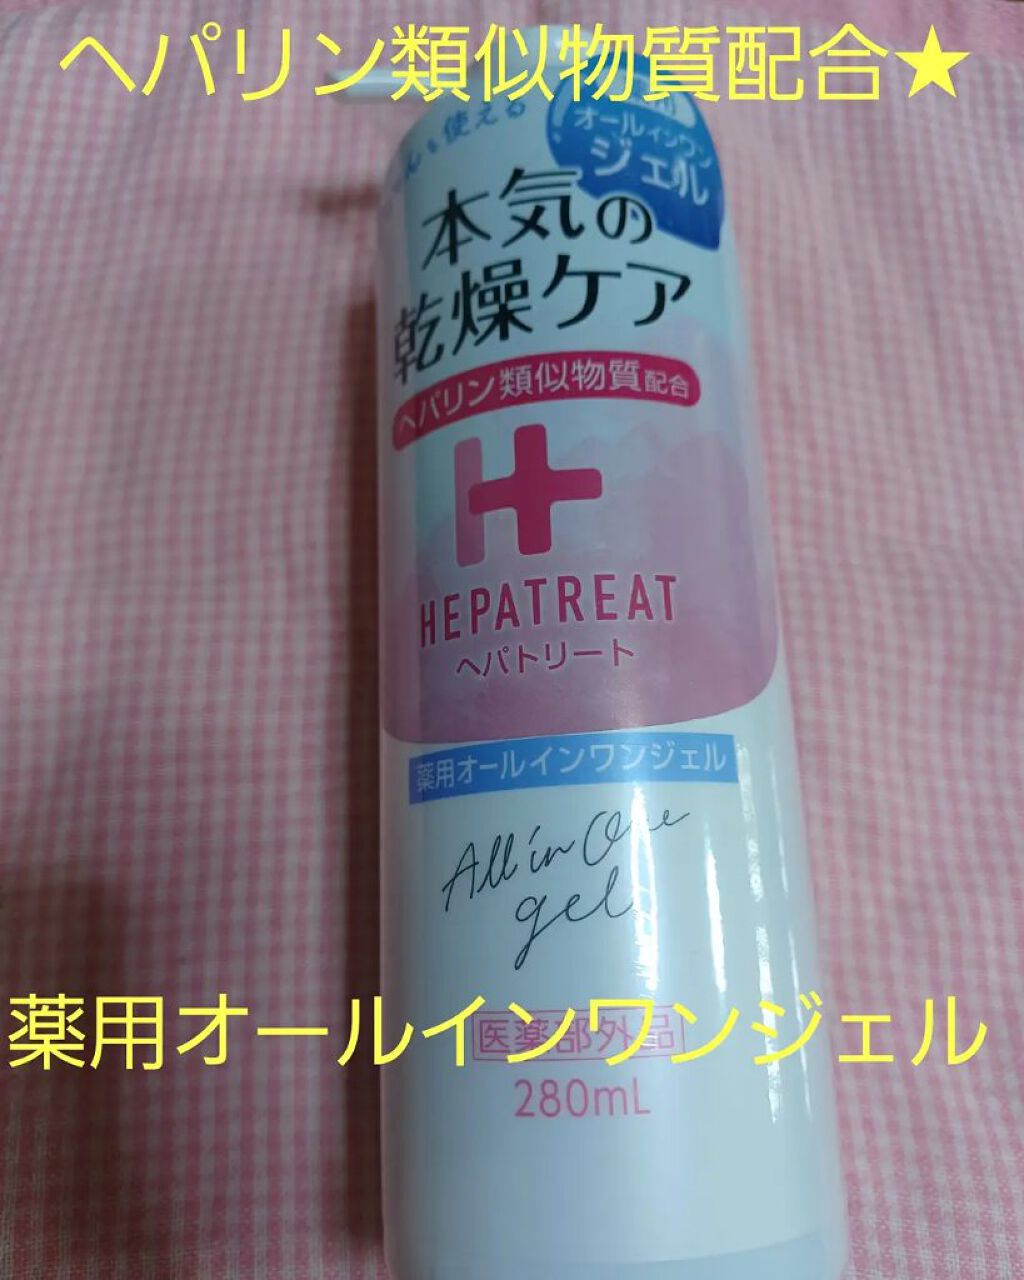 ヘパリン類似物質配合★
も使える
オールインワン
ジェル
本気の
乾燥ケア
ヘパリン類似物質配合
HEPATREAT
ヘパトリート
薬用オールインワンジェル
All in One
gel
薬用オールインワンジェル
医薬部外品
280mL